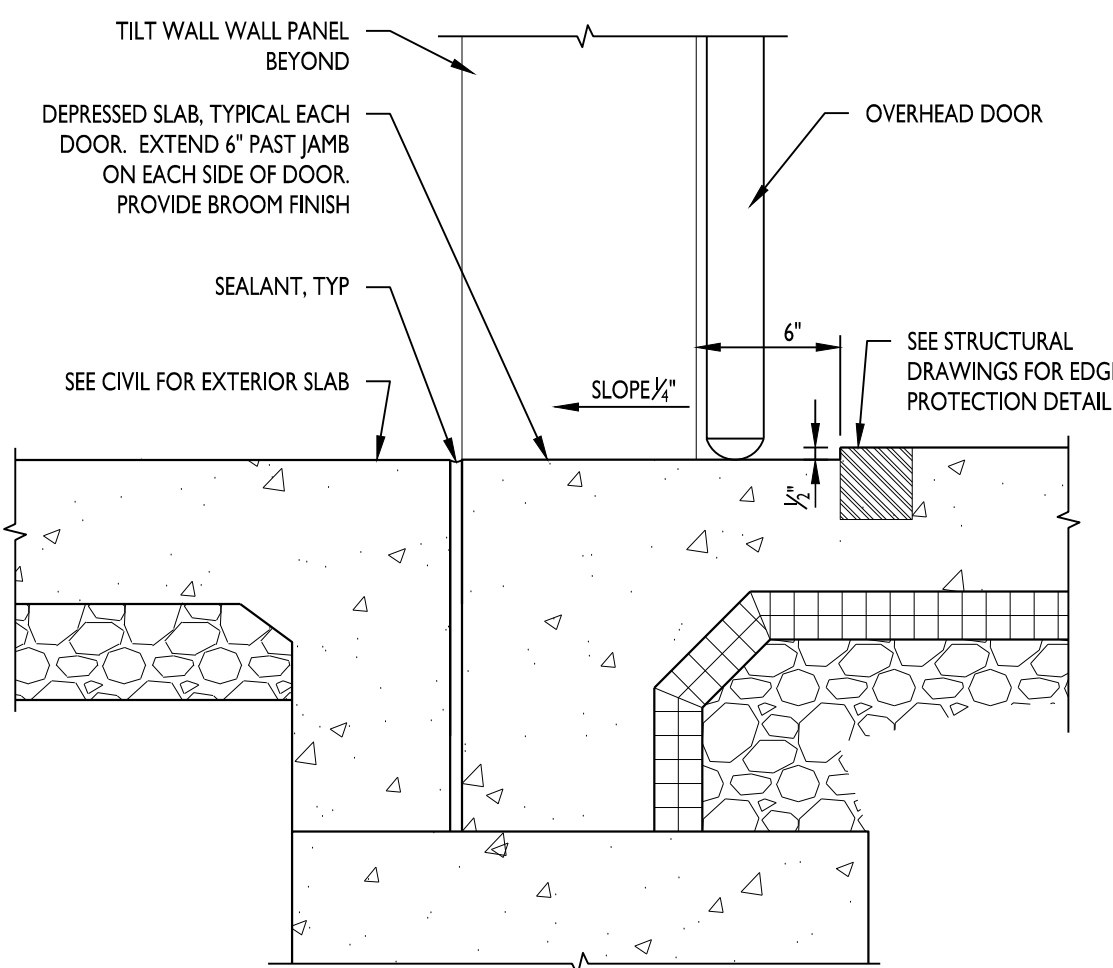 TILT WALL WALL PANEL
BEYOND
DEPRESSED SLAB, TYPICAL EACH
DOOR. EXTEND 6" PAST JAMB
ON EACH SIDE OF DOOR.
PROVIDE BROOM FINISH
OVERHEAD DOOR
SEALANT, TYP
SEE CIVIL FOR EXTERIOR SLAB
SLOPE ¼"
6"
SEE STRUCTURAL
DRAWINGS FOR EDGE
PROTECTION DETAIL
½"